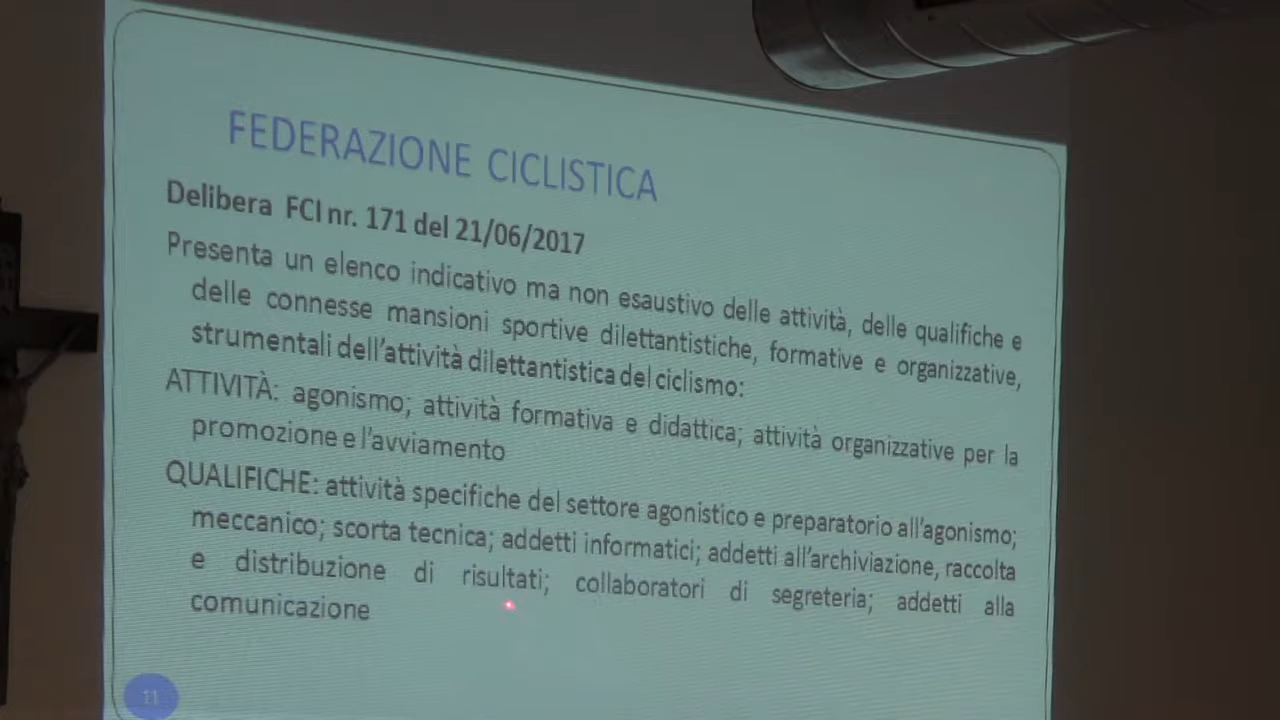 FEDERAZIONE CICLISTICA
Delibera FCI nr. 171 del 21/06/2017
Presenta un elenco indicativo ma non esaustivo delle attività, delle qualifiche e
delle connesse mansioni sportive dilettantistiche, formative e organizzative,
strumentali dell'attività dilettantistica del ciclismo:
ATTIVITÀ: agonismo; attività formativa e didattica; attività organizzative per la
promozione e l'avviamento
QUALIFICHE: attività specifiche del settore agonistico e preparatorio all'agonismo;
meccanico; scorta tecnica; addetti informatici; addetti all'archiviazione, raccolta
e distribuzione di risultati; collaboratori di segreteria; addetti alla
comunicazione
11